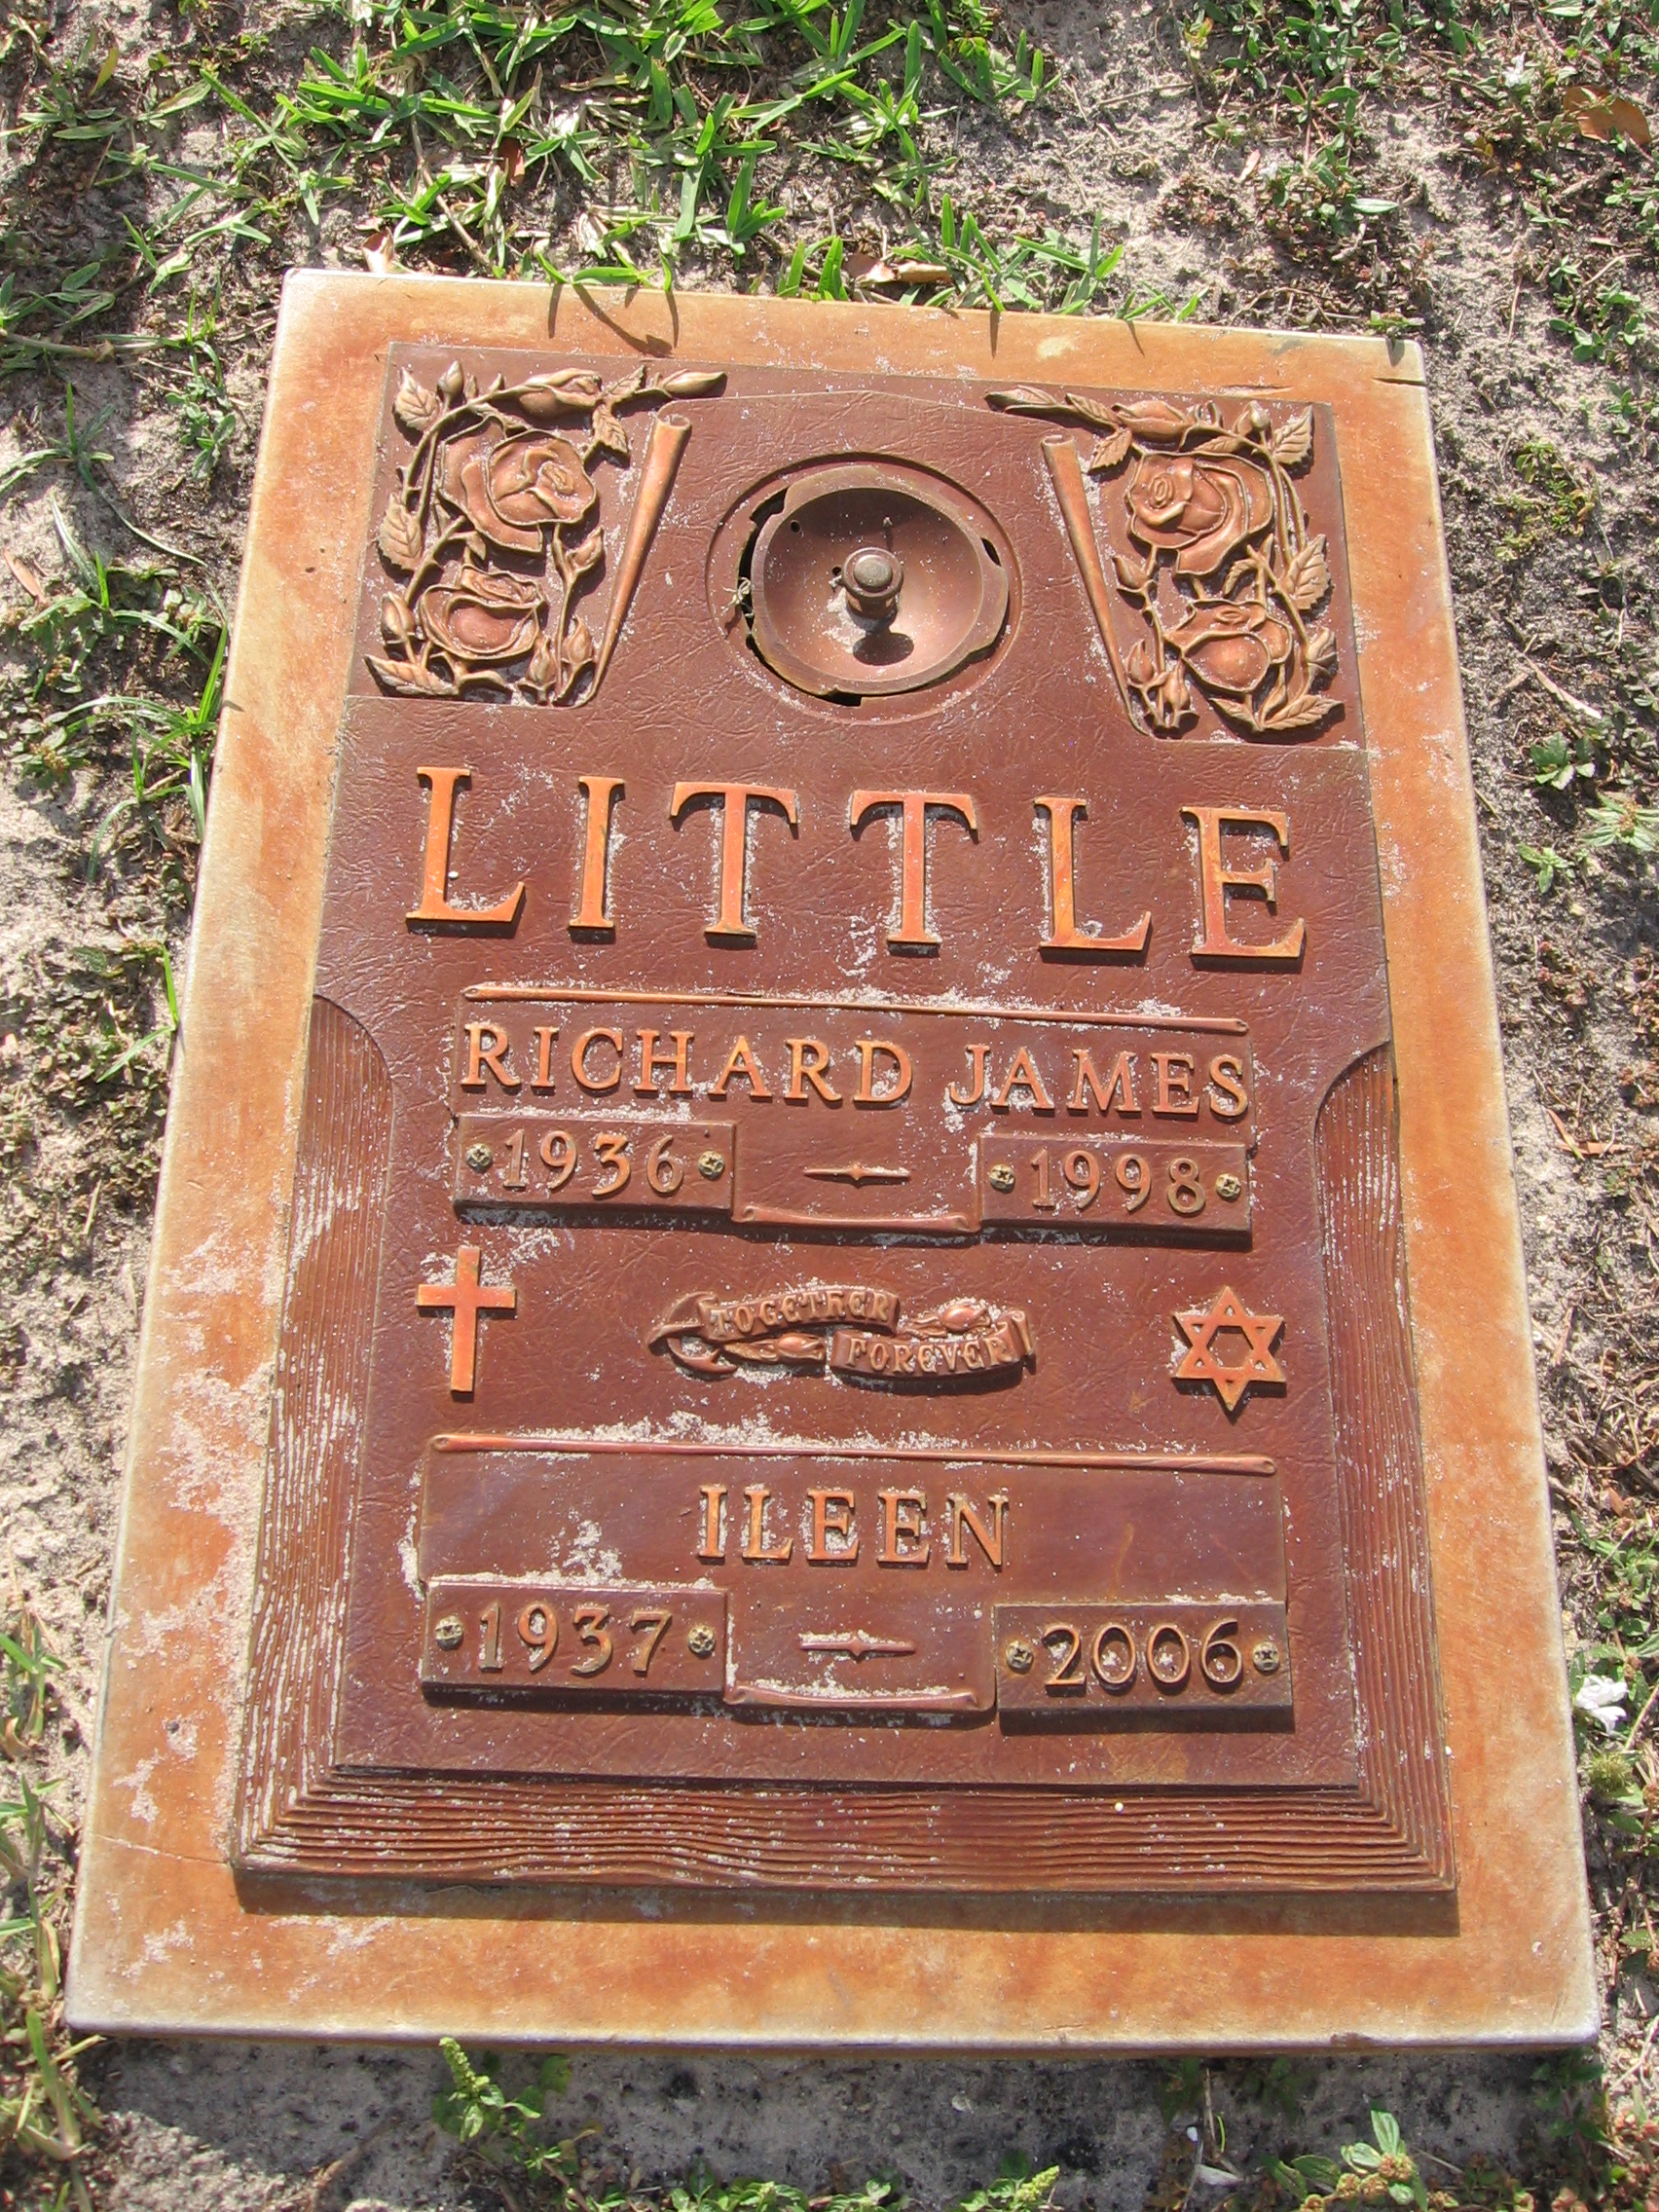 LITTLE
RICHARD JAMES
1936 – 1998
TOGETHER
FOREVER
ILEEN
1937 – 2006